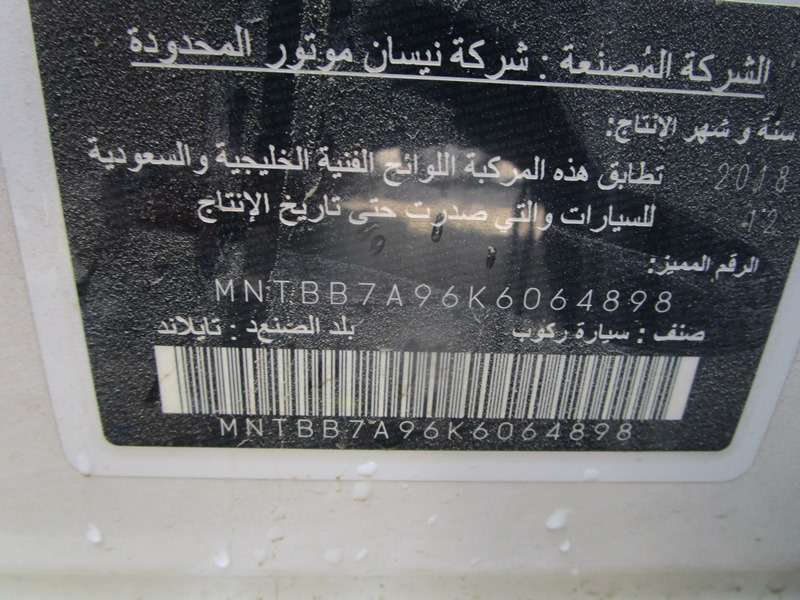 الشركة المُصنعة : شركة نيسان موتور المحدودة
سنة و شهر الانتاج:
2018 تطابق هذه المركبة اللوائح الفنية الخليجية والسعودية
12 للسيارات والتي صدرت حتى تاريخ الإنتاج
الرقم المميز:
MNTBB7A96K6064898
صنف : سيارة ركوب بلد الصنع : تايلاند
MNTBB7A96K6064898